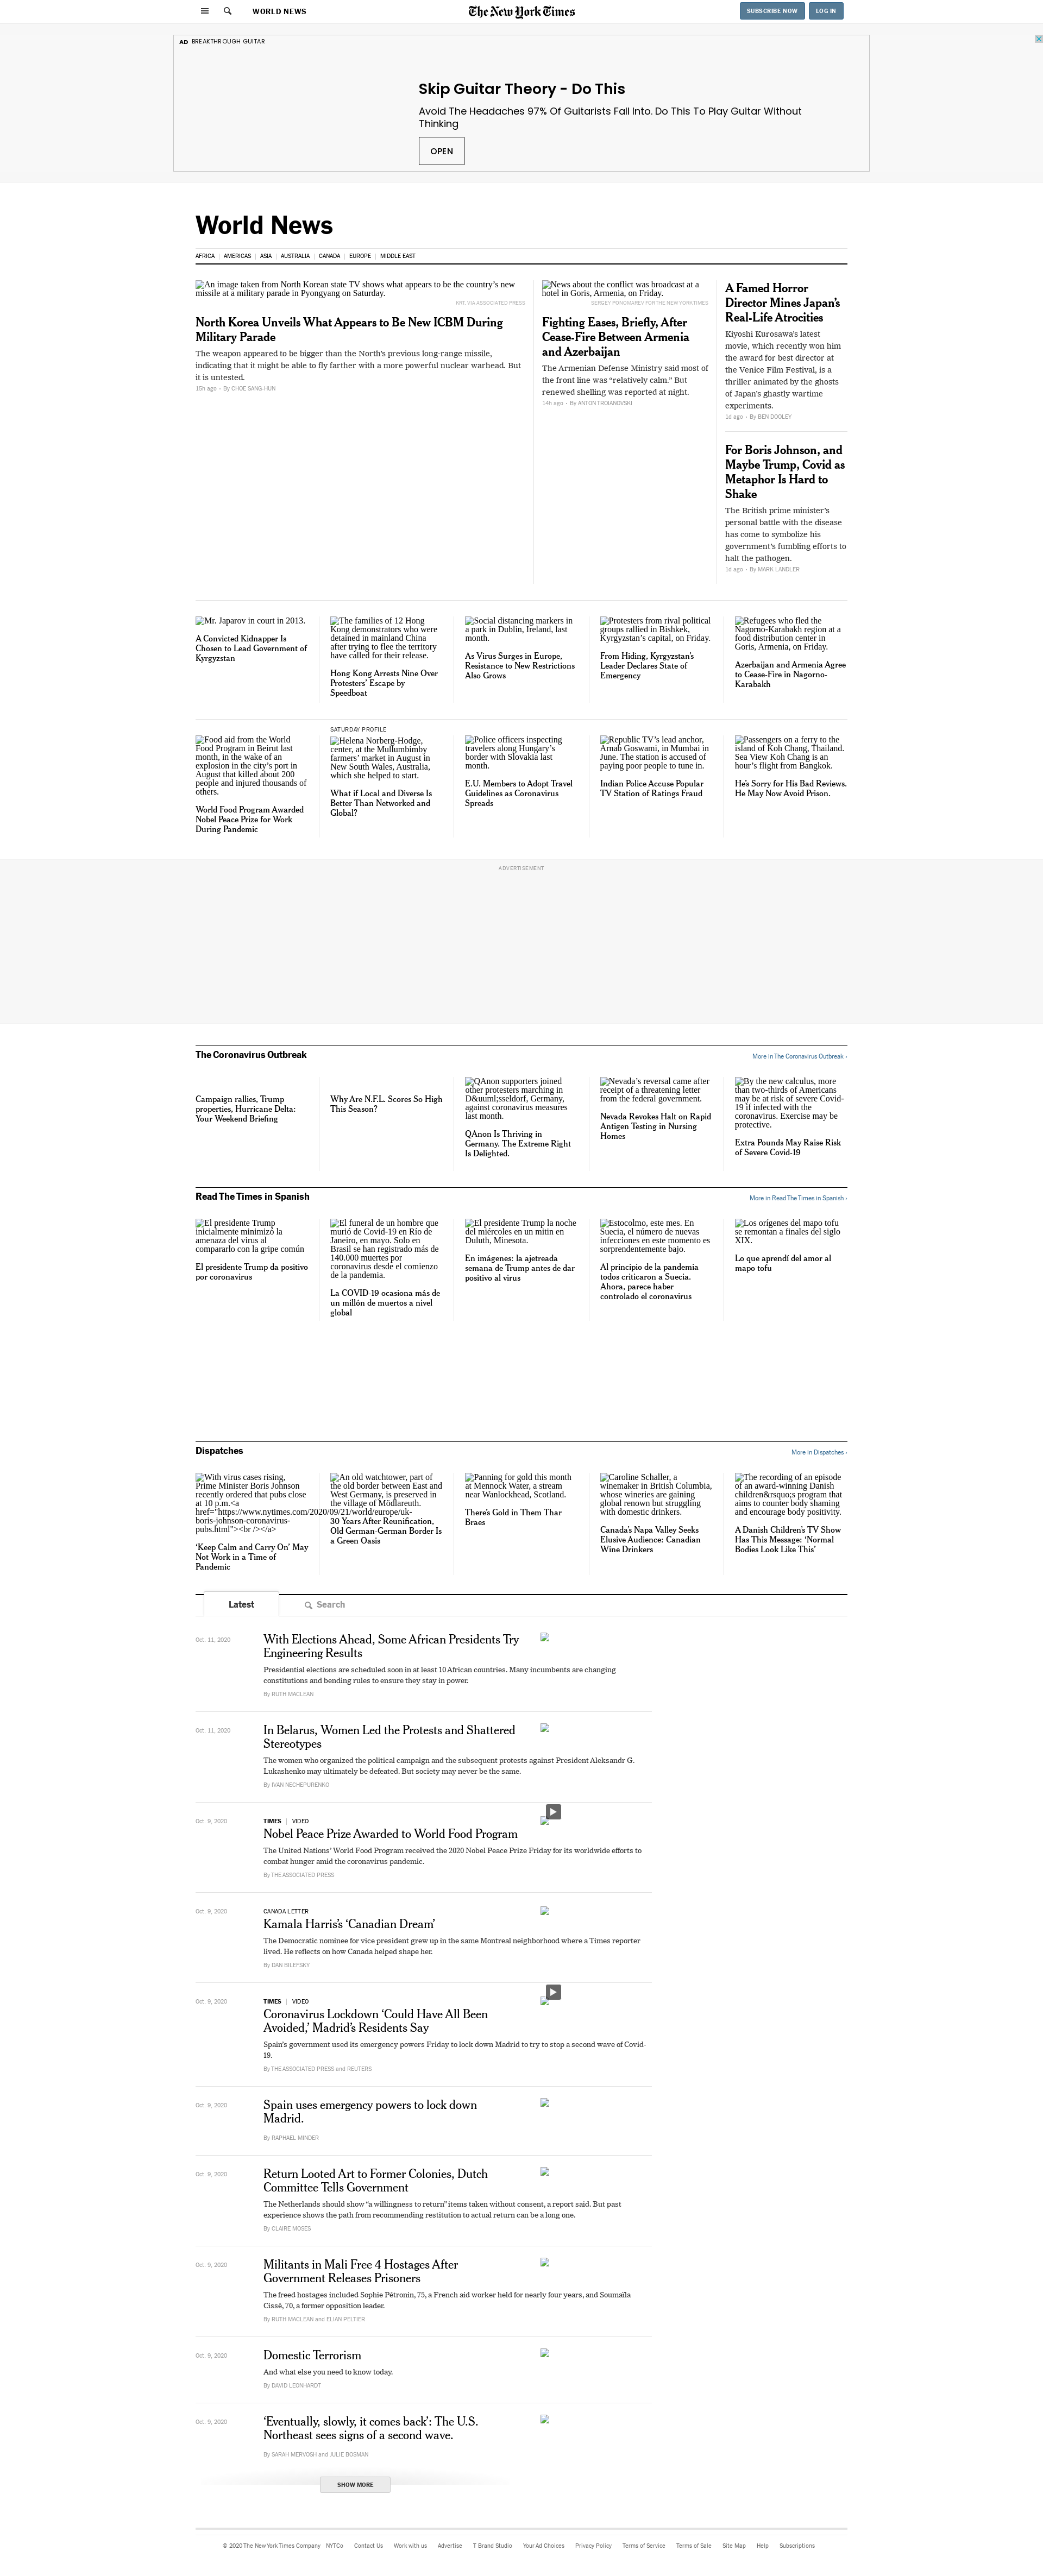 WORLD NEWS
The New York Times
SUBSCRIBE NOW
LOG IN
AD BREAKTHROUGH GUITAR
Skip Guitar Theory - Do This
Avoid The Headaches 97% Of Guitarists Fall Into. Do This To Play Guitar Without
Thinking
OPEN
World News
AFRICA | AMERICAS | ASIA | AUSTRALIA | CANADA | EUROPE | MIDDLE EAST
An image taken from North Korean state TV shows what appears to be the country's new
missile at a military parade in Pyongyang on Saturday.
KRT, VIA ASSOCIATED PRESS
North Korea Unveils What Appears to Be New ICBM During
Military Parade
The weapon appeared to be bigger than the North's previous long-range missile,
indicating that it might be able to fly farther with a more powerful nuclear warhead. But
it is untested.
15h ago • By CHOE SANG-HUN
News about the conflict was broadcast at a
hotel in Goris, Armenia, on Friday.
SERGEY PONOMAREV FOR THE NEW YORK TIMES
Fighting Eases, Briefly, After
Cease-Fire Between Armenia
and Azerbaijan
The Armenian Defense Ministry said most of
the front line was “relatively calm.” But
renewed shelling was reported at night.
14h ago • By ANTON TROIANOVSKI
A Famed Horror
Director Mines Japan’s
Real-Life Atrocities
Kiyoshi Kurosawa’s latest
movie, which recently won him
the award for best director at
the Venice Film Festival, is a
thriller animated by the ghosts
of Japan’s ghastly wartime
experiments.
1d ago • By BEN DOOLEY
For Boris Johnson, and
Maybe Trump, Covid as
Metaphor Is Hard to
Shake
The British prime minister’s
personal battle with the disease
has come to symbolize his
government’s fumbling efforts to
halt the pathogen.
1d ago • By MARK LANDLER
Mr. Japarov in court in 2013.
A Convicted Kidnapper Is
Chosen to Lead Government of
Kyrgyzstan
The families of 12 Hong
Kong demonstrators who were
detained in mainland China
after trying to flee the territory
have called for their release.
Hong Kong Arrests Nine Over
Protesters’ Escape by
Speedboat
Social distancing markers in
a park in Dublin, Ireland, last
month.
As Virus Surges in Europe,
Resistance to New Restrictions
Also Grows
Protesters from rival political
groups rallied in Bishkek,
Kyrgyzstan’s capital, on Friday.
From Hiding, Kyrgyzstan’s
Leader Declares State of
Emergency
Refugees who fled the
Nagorno-Karabakh region at a
food distribution center in
Goris, Armenia, on Friday.
Azerbaijan and Armenia Agree
to Cease-Fire in Nagorno-
Karabakh
Food aid from the World
Food Program in Beirut last
month, in the wake of an
explosion in the city’s port in
August that killed about 200
people and injured thousands of
others.
World Food Program Awarded
Nobel Peace Prize for Work
During Pandemic
SATURDAY PROFILE
Helena Norberg-Hodge,
center, at the Mullumbimby
farmers’ market in August in
New South Wales, Australia,
which she helped to start.
What if Local and Diverse Is
Better Than Networked and
Global?
Police officers inspecting
travelers along Hungary’s
border with Slovakia last
month.
E.U. Members to Adopt Travel
Guidelines as Coronavirus
Spreads
Republic TV’s lead anchor,
Arnab Goswami, in Mumbai in
June. The station is accused of
paying poor people to tune in.
Indian Police Accuse Popular
TV Station of Ratings Fraud
Passengers on a ferry to the
island of Koh Chang, Thailand.
Sea View Koh Chang is an
hour’s flight from Bangkok.
He’s Sorry for His Bad Reviews.
He May Now Avoid Prison.
ADVERTISEMENT
The Coronavirus Outbreak
More in The Coronavirus Outbreak ›
Campaign rallies, Trump
properties, Hurricane Delta:
Your Weekend Briefing
Why Are N.F.L. Scores So High
This Season?
QAnon supporters joined
other protesters marching in
D&uuml;sseldorf, Germany,
against coronavirus measures
last month.
QAnon Is Thriving in
Germany. The Extreme Right
Is Delighted.
Nevada’s reversal came after
receipt of a threatening letter
from the federal government.
Nevada Revokes Halt on Rapid
Antigen Testing in Nursing
Homes
By the new calculus, more
than two-thirds of Americans
may be at risk of severe Covid-
19 if infected with the
coronavirus. Exercise may be
protective.
Extra Pounds May Raise Risk
of Severe Covid-19
Read The Times in Spanish
More in Read The Times in Spanish ›
El presidente Trump
inicialmente minimizó la
amenaza del virus al
compararlo con la gripe común
El presidente Trump da positivo
por coronavirus
El funeral de un hombre que
murió de Covid-19 en Río de
Janeiro, en mayo. Solo en
Brasil se han registrado más de
140.000 muertes por
coronavirus desde el comienzo
de la pandemia.
La COVID-19 ocasiona más de
un millón de muertos a nivel
global
El presidente Trump la noche
del miércoles en un mitin en
Duluth, Minesota.
En imágenes: la ajetreada
semana de Trump antes de dar
positivo al virus
Estocolmo, este mes. En
Suecia, el número de nuevas
infecciones en este momento es
sorprendentemente bajo.
Al principio de la pandemia
todos criticaron a Suecia.
Ahora, parece haber
controlado el coronavirus
Los orígenes del mapo tofu
se remontan a finales del siglo
XIX.
Lo que aprendí del amor al
mapo tofu
Dispatches
More in Dispatches ›
With virus cases rising,
Prime Minister Boris Johnson
recently ordered that pubs close
at 10 p.m.<a
href="https://www.nytimes.com/2020/09/21/world/europe/uk-
boris-johnson-coronavirus-
pubs.html"><br /></a>
‘Keep Calm and Carry On’ May
Not Work in a Time of
Pandemic
An old watchtower, part of
the old border between East and
West Germany, is preserved in
the village of Mödlareuth.
30 Years After Reunification,
Old German-German Border Is
a Green Oasis
Panning for gold this month
at Mennock Water, a stream
near Wanlockhead, Scotland.
There’s Gold in Them Thar
Braes
Caroline Schaller, a
winemaker in British Columbia,
whose wineries are gaining
global renown but struggling
with domestic drinkers.
Canada’s Napa Valley Seeks
Elusive Audience: Canadian
Wine Drinkers
The recording of an episode
of an award-winning Danish
children&rsquo;s program that
aims to counter body shaming
and encourage body positivity.
A Danish Children’s TV Show
Has This Message: ‘Normal
Bodies Look Like This’
Latest
Search
Oct. 11, 2020
With Elections Ahead, Some African Presidents Try
Engineering Results
Presidential elections are scheduled soon in at least 10 African countries. Many incumbents are changing
constitutions and bending rules to ensure they stay in power.
By RUTH MACLEAN
Oct. 11, 2020
In Belarus, Women Led the Protests and Shattered
Stereotypes
The women who organized the political campaign and the subsequent protests against President Aleksandr G.
Lukashenko may ultimately be defeated. But society may never be the same.
By IVAN NECHEPURENKO
Oct. 9, 2020
TIMES | VIDEO
Nobel Peace Prize Awarded to World Food Program
The United Nations’ World Food Program received the 2020 Nobel Peace Prize Friday for its worldwide efforts to
combat hunger amid the coronavirus pandemic.
By THE ASSOCIATED PRESS
Oct. 9, 2020
CANADA LETTER
Kamala Harris’s ‘Canadian Dream’
The Democratic nominee for vice president grew up in the same Montreal neighborhood where a Times reporter
lived. He reflects on how Canada helped shape her.
By DAN BILEFSKY
Oct. 9, 2020
TIMES | VIDEO
Coronavirus Lockdown ‘Could Have All Been
Avoided,’ Madrid’s Residents Say
Spain’s government used its emergency powers Friday to lock down Madrid to try to stop a second wave of Covid-
19.
By THE ASSOCIATED PRESS and REUTERS
Oct. 9, 2020
Spain uses emergency powers to lock down
Madrid.
By RAPHAEL MINDER
Oct. 9, 2020
Return Looted Art to Former Colonies, Dutch
Committee Tells Government
The Netherlands should show “a willingness to return” items taken without consent, a report said. But past
experience shows the path from recommending restitution to actual return can be a long one.
By CLAIRE MOSES
Oct. 9, 2020
Militants in Mali Free 4 Hostages After
Government Releases Prisoners
The freed hostages included Sophie Pétronin, 75, a French aid worker held for nearly four years, and Soumaïla
Cissé, 70, a former opposition leader.
By RUTH MACLEAN and ELIAN PELTIER
Oct. 9, 2020
Domestic Terrorism
And what else you need to know today.
By DAVID LEONHARDT
Oct. 9, 2020
‘Eventually, slowly, it comes back’: The U.S.
Northeast sees signs of a second wave.
By SARAH MERVOSH and JULIE BOSMAN
SHOW MORE
© 2020 The New York Times Company NYTCo Contact Us Work with us Advertise T Brand Studio Your Ad Choices Privacy Policy Terms of Service Terms of Sale Site Map Help Subscriptions